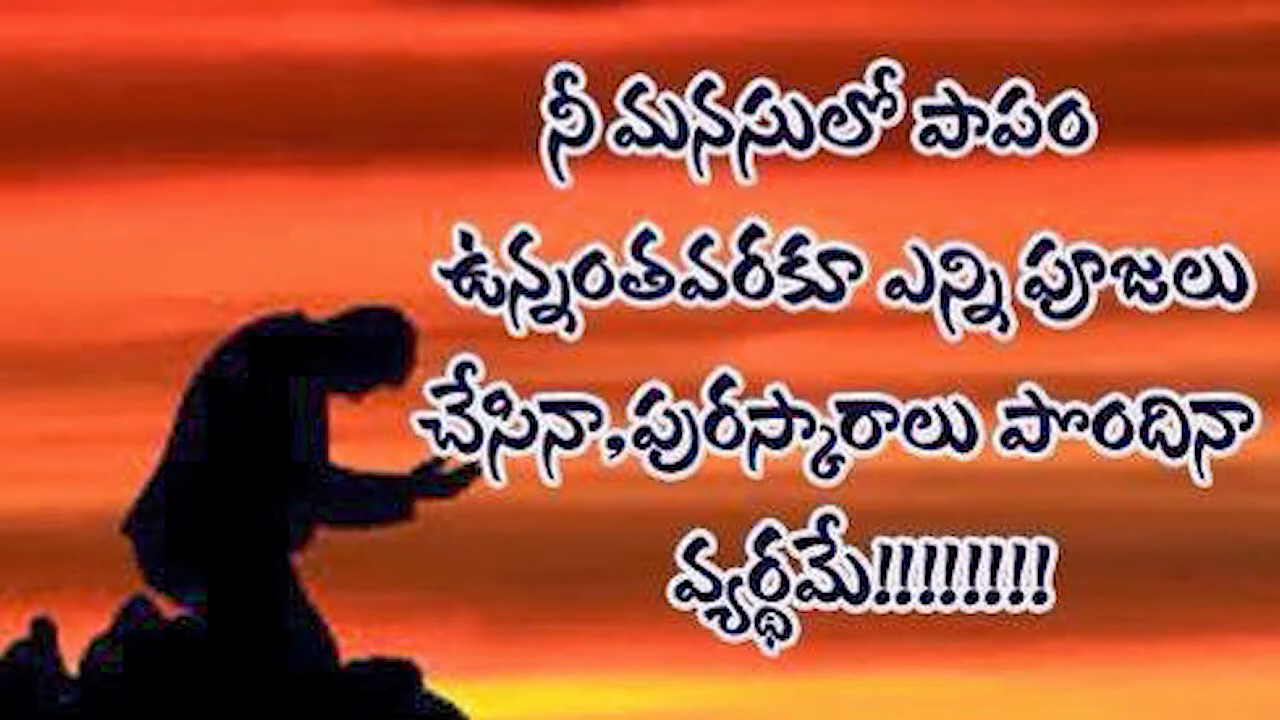 నీ మనసులో పాపం
ఉన్నంతవరకూ ఎన్ని పూజలు
చేసినా,పురస్కారాలు పొందినా
వ్యర్థమే!!!!!!!!!